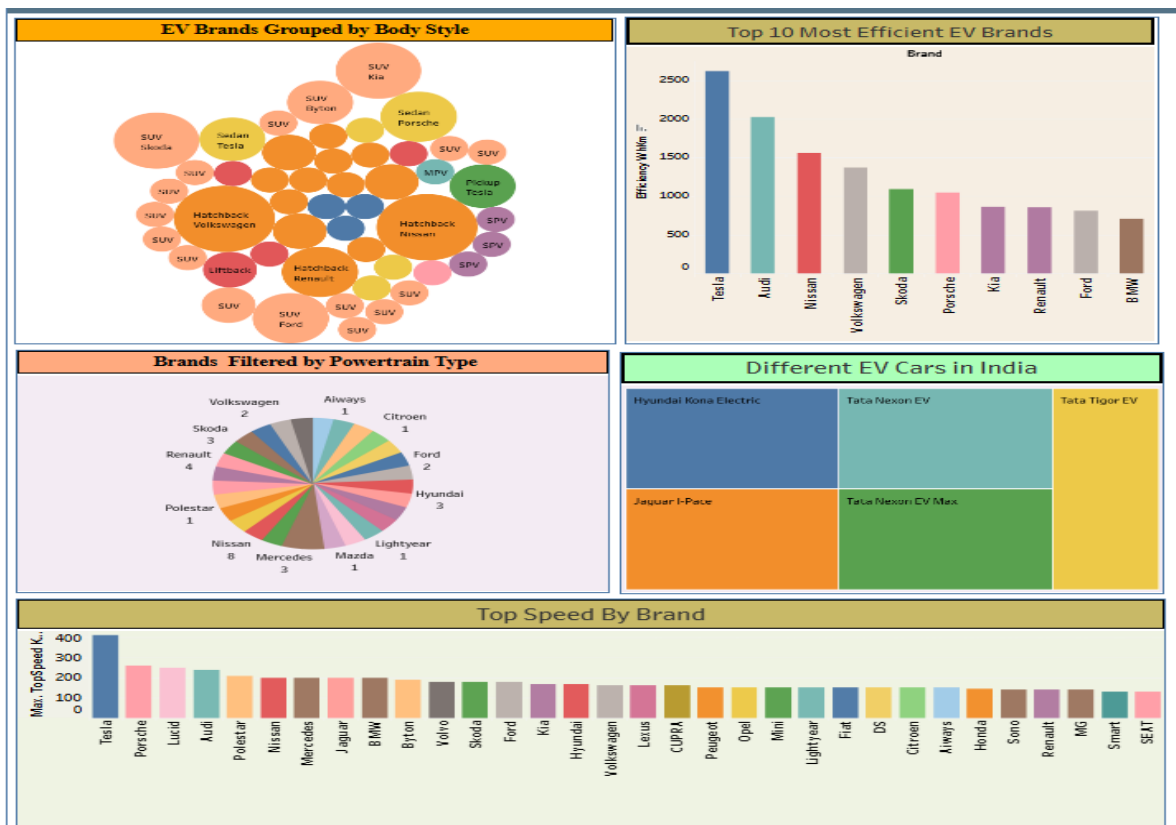 EV Brands Grouped by Body Style
SUV
Kia
SUV
Byton
SUV
Sedan
Porsche
SUV
Skoda
Sedan
Tesla
SUV
SUV
SUV
MPV
SUV
Pickup
Tesla
SUV
Hatchback
Volkswagen
Hatchback
Nissan
SPV
SUV
SPV
SUV
SUV
Liftback
Hatchback
Renault
SPV
SUV
SUV
SUV
Ford
SUV
SUV
SUV
Top 10 Most Efficient EV Brands
Brand
Efficiency WhKm
2500
2000
1500
1000
500
0
Tesla
Audi
Nissan
Volkswagen
Skoda
Porsche
Kia
Renault
Ford
BMW
Brands Filtered by Powertrain Type
Volkswagen
2
Aiways
1
Citroen
1
Skoda
3
Ford
2
Renault
4
Hyundai
3
Polestar
1
Nissan
8
Mercedes
3
Mazda
1
Lightyear
1
Different EV Cars in India
Hyundai Kona Electric
Tata Nexon EV
Tata Tigor EV
Jaguar I-Pace
Tata Nexon EV Max
Top Speed By Brand
Max. TopSpeed K...
400
300
200
100
0
Tesla
Porsche
Lucid
Audi
Polestar
Nissan
Mercedes
Jaguar
BMW
Byton
Volvo
Skoda
Ford
Kia
Hyundai
Volkswagen
Lexus
CUPRA
Peugeot
Opel
Mini
Lightyear
Fiat
DS
Citroen
Aiways
Honda
Sono
Renault
MG
Smart
SEAT